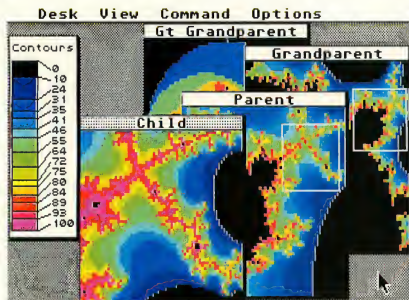 Desk View Command Options
Gt Grandparent
Grandparent
Parent
Child
Contours
0
10
24
31
35
41
46
55
64
72
75
80
84
89
93
100